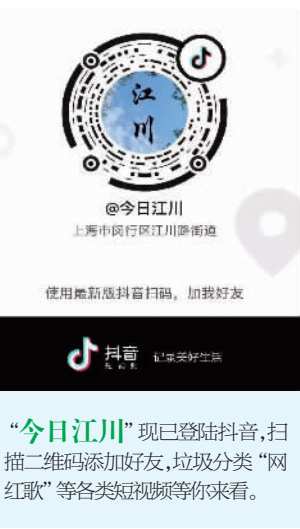 江
川
@今日江川
上海市闵行区江川路街道
使用最新版抖音扫码，加我好友
抖音 记录美好生活
“今日江川”现已登陆抖音，扫
描二维码添加好友，垃圾分类“网
红歌”等各类短视频等你来看。